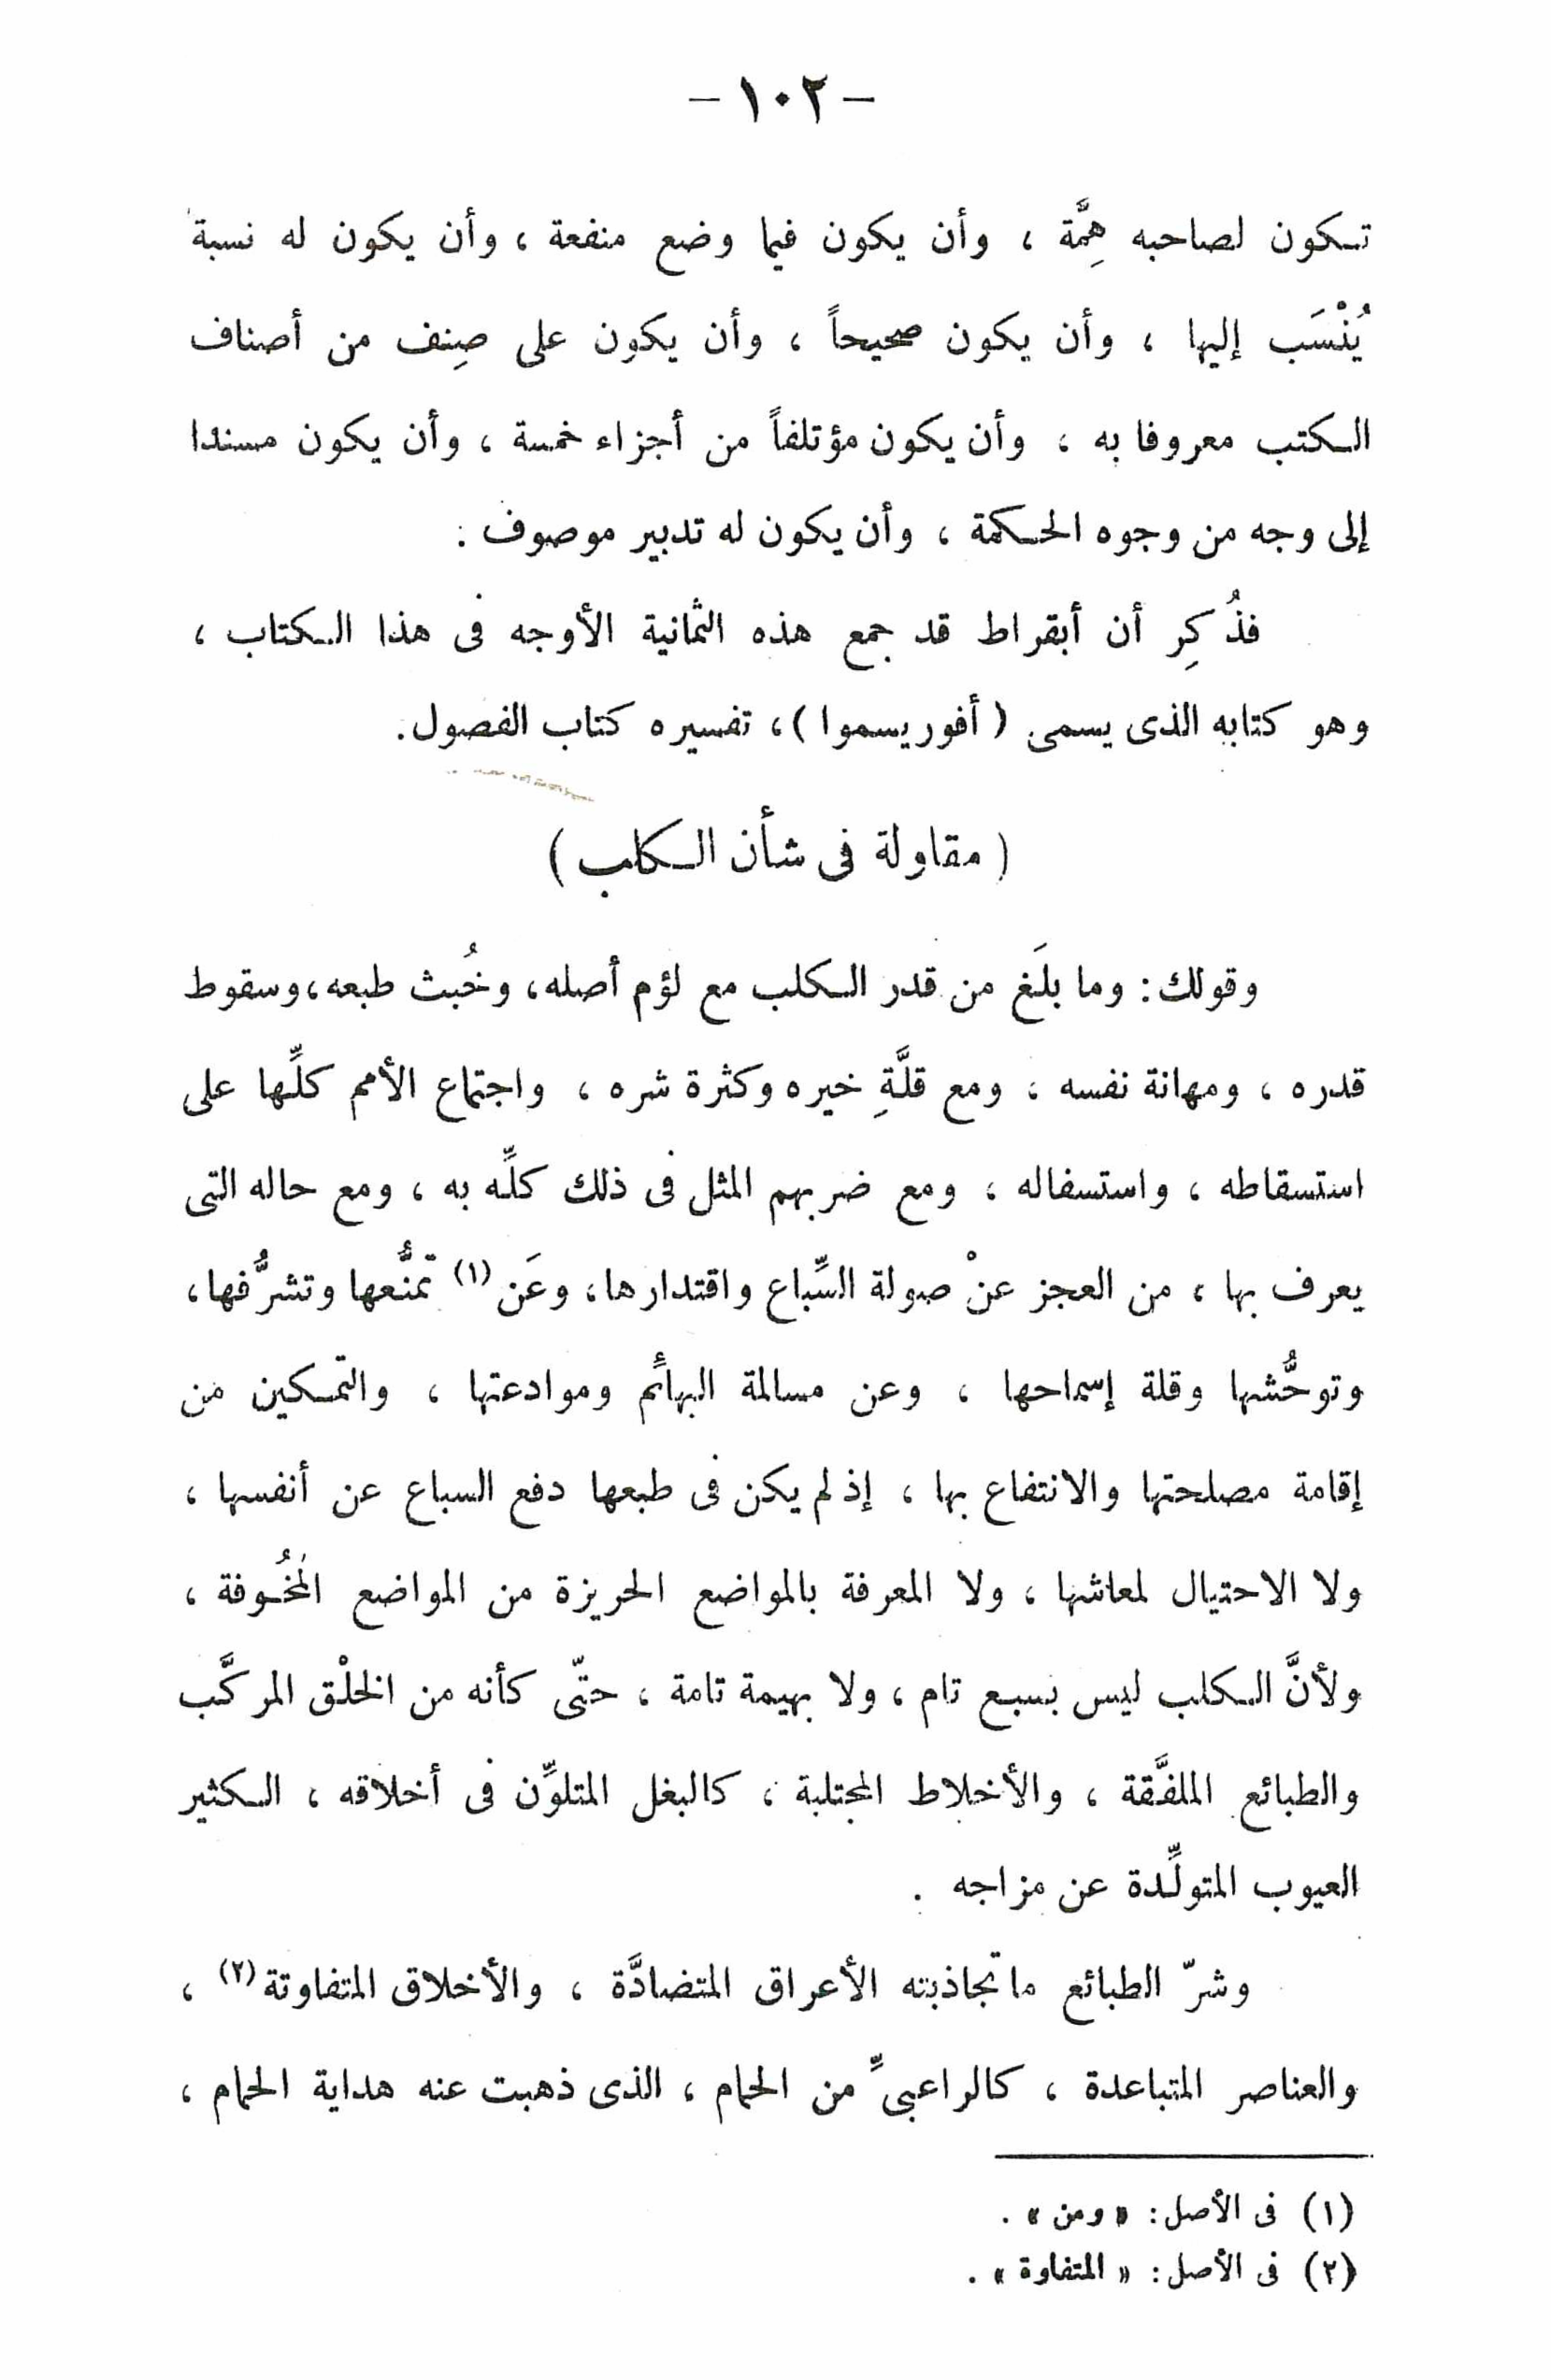 – ١٠٢ –
تكون لصاحبه هِمَّة ، وأن يكون فيما وضع منفعة ، وأن يكون له نسبة
يُنْسَب إليها ، وأن يكون صحيحاً ، وأن يكون على صِنف من أصناف
الكتب معروفا به ، وأن يكون مؤتلفاً من أجزاء خمسة ، وأن يكون مسندا
إلى وجه من وجوه الحكمة ، وأن يكون له تدبير موصوف .
فذُكِر أن أبقراط قد جمع هذه الثمانية الأوجه فى هذا الكتاب ،
وهو كتابه الذى يسمى ( أفوريسموا ) ، تفسيره كتاب الفصول .
( مقاولة فى شأن الكلب )
وقولك : وما بلَغ من قدر الكلب مع لؤم أصله ، وخُبث طبعه ، وسقوط
قدره ، ومهانة نفسه ، ومع قلَّةِ خيره وكثرة شره ، واجتماع الأمم كلِّها على
استسقاطه ، واستسفاله ، ومع ضربهم المثل فى ذلك كلِّه به ، ومع حاله التى
يعرف بها ، من العجز عنْ صولة السِّباع واقتدارها ، وعَن (١) تمنُّعها وتشرُّفها ،
وتوحُّشها وقلة إسماحها ، وعن مسالمة البهائم وموادعتها ، والتمكين من
إقامة مصلحتها والانتفاع بها ، إذ لم يكن فى طبعها دفع السباع عن أنفسها ،
ولا الاحتيال لمعاشها ، ولا المعرفة بالمواضع الحريزة من المواضع المَخُوفة ،
ولأنَّ الكلب ليس بسبع تام ، ولا بهيمة تامة ، حتّى كأنه من الخلْق المركَّب
والطبائع الملفَّقة ، والأخلاط المجتلبة ، كالبغل المتلوِّن فى أخلاقه ، الكثير
العيوب المتولِّدة عن مزاجه .
وشرّ الطبائع ما تجاذبته الأعراق المتضادَّة ، والأخلاق المتفاوتة (٢) ،
والعناصر المتباعدة ، كالراعبىِّ من الحمام ، الذى ذهبت عنه هداية الحمام ،
(١) فى الأصل : « ومن » .
(٢) فى الأصل : « المتفاوة » .